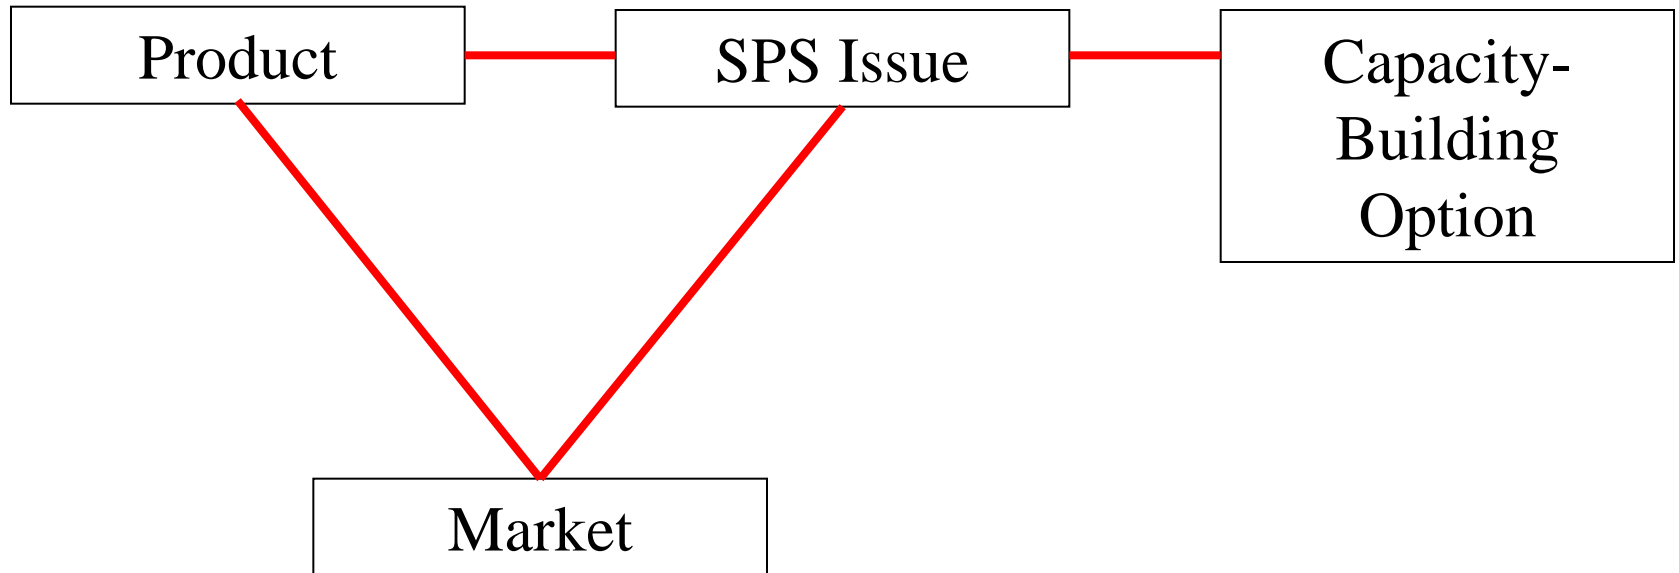 Product
SPS Issue
Capacity-
Building
Option
Market